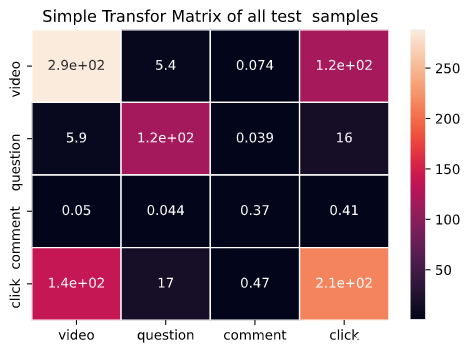 Simple Transfor Matrix of all test samples
video 2.9e+02 5.4 0.074 1.2e+02
question 5.9 1.2e+02 0.039 16
comment 0.05 0.044 0.37 0.41
click 1.4e+02 17 0.47 2.1e+02
video question comment click
250
200
150
100
50